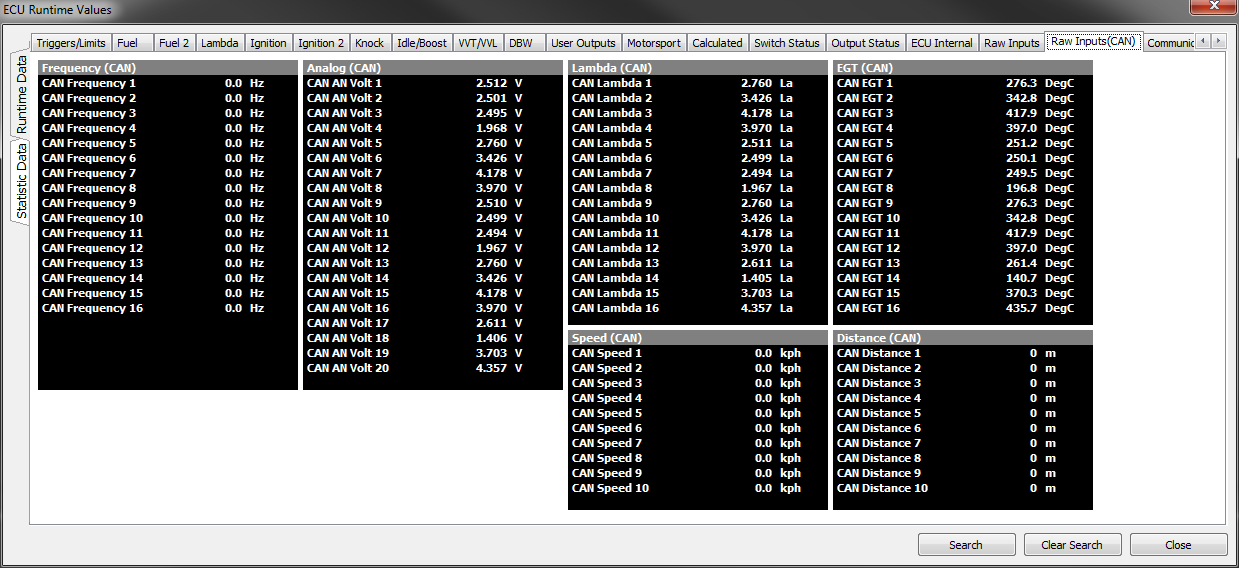 ECU Runtime Values
Triggers/Limits Fuel Fuel 2 Lambda Ignition Ignition 2 Knock Idle/Boost VVT/VVL DBW User Outputs Motorsport Calculated Switch Status Output Status ECU Internal Raw Inputs Raw Inputs(CAN) Communic
Runtime Data
Statistic Data
Frequency (CAN)
CAN Frequency 1 0.0 Hz
CAN Frequency 2 0.0 Hz
CAN Frequency 3 0.0 Hz
CAN Frequency 4 0.0 Hz
CAN Frequency 5 0.0 Hz
CAN Frequency 6 0.0 Hz
CAN Frequency 7 0.0 Hz
CAN Frequency 8 0.0 Hz
CAN Frequency 9 0.0 Hz
CAN Frequency 10 0.0 Hz
CAN Frequency 11 0.0 Hz
CAN Frequency 12 0.0 Hz
CAN Frequency 13 0.0 Hz
CAN Frequency 14 0.0 Hz
CAN Frequency 15 0.0 Hz
CAN Frequency 16 0.0 Hz
Analog (CAN)
CAN AN Volt 1 2.512 V
CAN AN Volt 2 2.501 V
CAN AN Volt 3 2.495 V
CAN AN Volt 4 1.968 V
CAN AN Volt 5 2.760 V
CAN AN Volt 6 3.426 V
CAN AN Volt 7 4.178 V
CAN AN Volt 8 3.970 V
CAN AN Volt 9 2.510 V
CAN AN Volt 10 2.499 V
CAN AN Volt 11 2.494 V
CAN AN Volt 12 1.967 V
CAN AN Volt 13 2.760 V
CAN AN Volt 14 3.426 V
CAN AN Volt 15 4.178 V
CAN AN Volt 16 3.970 V
CAN AN Volt 17 2.611 V
CAN AN Volt 18 1.406 V
CAN AN Volt 19 3.703 V
CAN AN Volt 20 4.357 V
Lambda (CAN)
CAN Lambda 1 2.760 La
CAN Lambda 2 3.426 La
CAN Lambda 3 4.178 La
CAN Lambda 4 3.970 La
CAN Lambda 5 2.511 La
CAN Lambda 6 2.499 La
CAN Lambda 7 2.494 La
CAN Lambda 8 1.967 La
CAN Lambda 9 2.760 La
CAN Lambda 10 3.426 La
CAN Lambda 11 4.178 La
CAN Lambda 12 3.970 La
CAN Lambda 13 2.611 La
CAN Lambda 14 1.405 La
CAN Lambda 15 3.703 La
CAN Lambda 16 4.357 La
EGT (CAN)
CAN EGT 1 276.3 DegC
CAN EGT 2 342.8 DegC
CAN EGT 3 417.9 DegC
CAN EGT 4 397.0 DegC
CAN EGT 5 251.2 DegC
CAN EGT 6 250.1 DegC
CAN EGT 7 249.5 DegC
CAN EGT 8 196.8 DegC
CAN EGT 9 276.3 DegC
CAN EGT 10 342.8 DegC
CAN EGT 11 417.9 DegC
CAN EGT 12 397.0 DegC
CAN EGT 13 261.4 DegC
CAN EGT 14 140.7 DegC
CAN EGT 15 370.3 DegC
CAN EGT 16 435.7 DegC
Speed (CAN)
CAN Speed 1 0.0 kph
CAN Speed 2 0.0 kph
CAN Speed 3 0.0 kph
CAN Speed 4 0.0 kph
CAN Speed 5 0.0 kph
CAN Speed 6 0.0 kph
CAN Speed 7 0.0 kph
CAN Speed 8 0.0 kph
CAN Speed 9 0.0 kph
CAN Speed 10 0.0 kph
Distance (CAN)
CAN Distance 1 0 m
CAN Distance 2 0 m
CAN Distance 3 0 m
CAN Distance 4 0 m
CAN Distance 5 0 m
CAN Distance 6 0 m
CAN Distance 7 0 m
CAN Distance 8 0 m
CAN Distance 9 0 m
CAN Distance 10 0 m
Search Clear Search Close